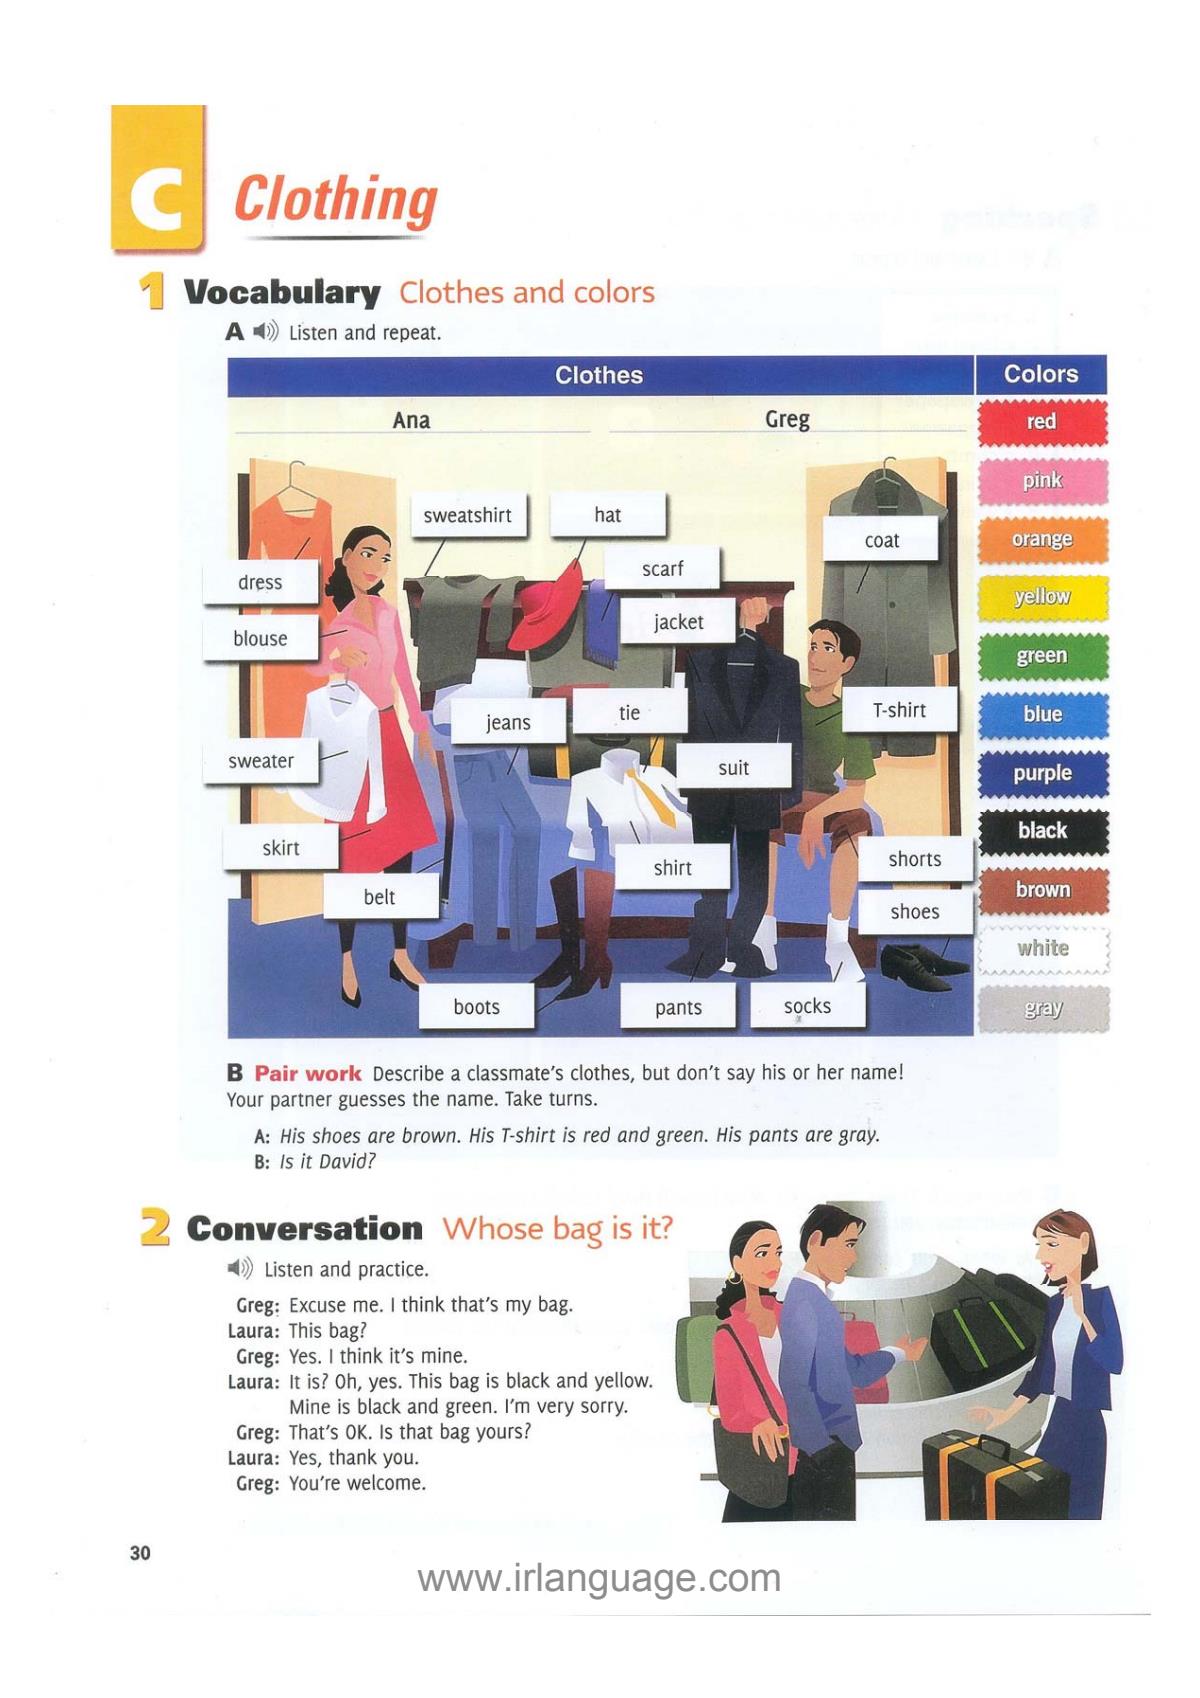 C
Clothing
1 Vocabulary Clothes and colors
A Listen and repeat.
Clothes
Colors
Ana
Greg
sweatshirt
hat
coat
scarf
dress
jacket
blouse
T-shirt
jeans
tie
sweater
suit
skirt
shirt
shorts
belt
shoes
boots
pants
socks
red
pink
orange
yellow
green
blue
purple
black
brown
white
gray
B Pair work Describe a classmate's clothes, but don't say his or her name!
Your partner guesses the name. Take turns.
A: His shoes are brown. His T-shirt is red and green. His pants are gray.
B: Is it David?
2 Conversation Whose bag is it?
Listen and practice.
Greg: Excuse me. I think that's my bag.
Laura: This bag?
Greg: Yes. I think it's mine.
Laura: It is? Oh, yes. This bag is black and yellow.
Mine is black and green. I'm very sorry.
Greg: That's OK. Is that bag yours?
Laura: Yes, thank you.
Greg: You're welcome.
30
www.irlanguage.com